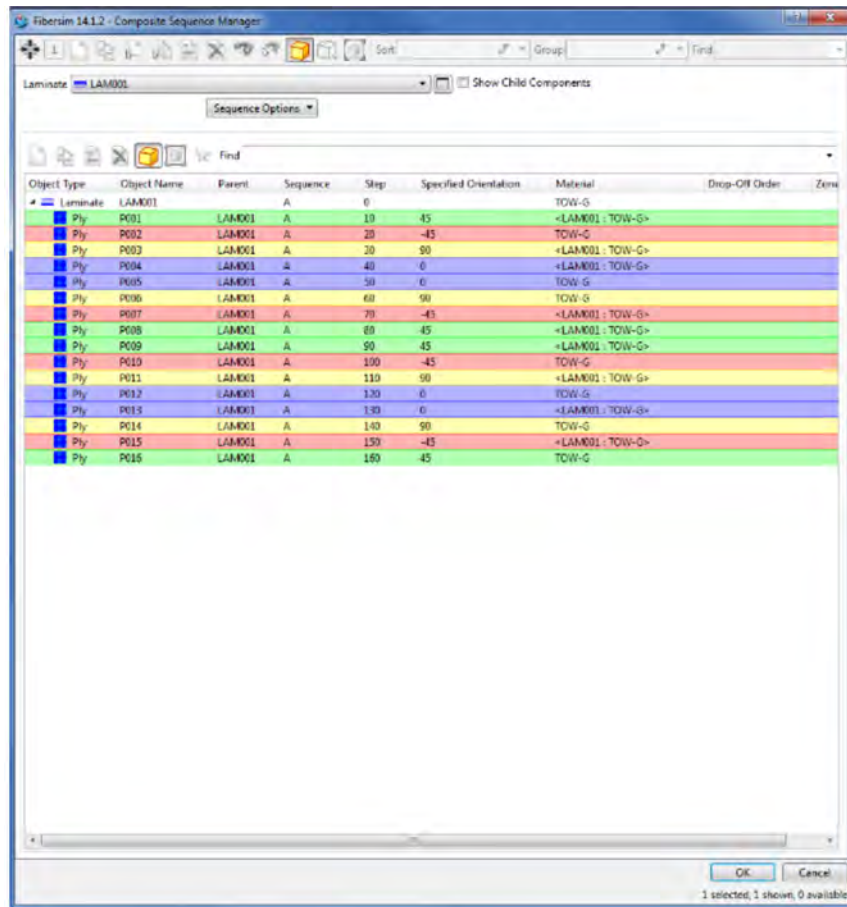 Fibersim 14.1.2 - Composite Sequence Manager
Sort Group Find
Laminate LAM001 Show Child Components
Sequence Options
Find
Object Type Object Name Parent Sequence Step Specified Orientation Material Drop-Off Order Zone
Laminate LAM001 A 0 TOW-G
Ply P001 LAM001 A 10 45 <LAM001 : TOW-G>
Ply P002 LAM001 A 20 -45 TOW-G
Ply P003 LAM001 A 30 90 <LAM001 : TOW-G>
Ply P004 LAM001 A 40 0 <LAM001 : TOW-G>
Ply P005 LAM001 A 50 0 TOW-G
Ply P006 LAM001 A 60 90 TOW-G
Ply P007 LAM001 A 70 -45 <LAM001 : TOW-G>
Ply P008 LAM001 A 80 45 <LAM001 : TOW-G>
Ply P009 LAM001 A 90 45 <LAM001 : TOW-G>
Ply P010 LAM001 A 100 -45 TOW-G
Ply P011 LAM001 A 110 90 <LAM001 : TOW-G>
Ply P012 LAM001 A 120 0 TOW-G
Ply P013 LAM001 A 130 0 <LAM001 : TOW-G>
Ply P014 LAM001 A 140 90 TOW-G
Ply P015 LAM001 A 150 -45 <LAM001 : TOW-G>
Ply P016 LAM001 A 160 45 TOW-G
OK Cancel
1 selected, 1 shown, 0 available